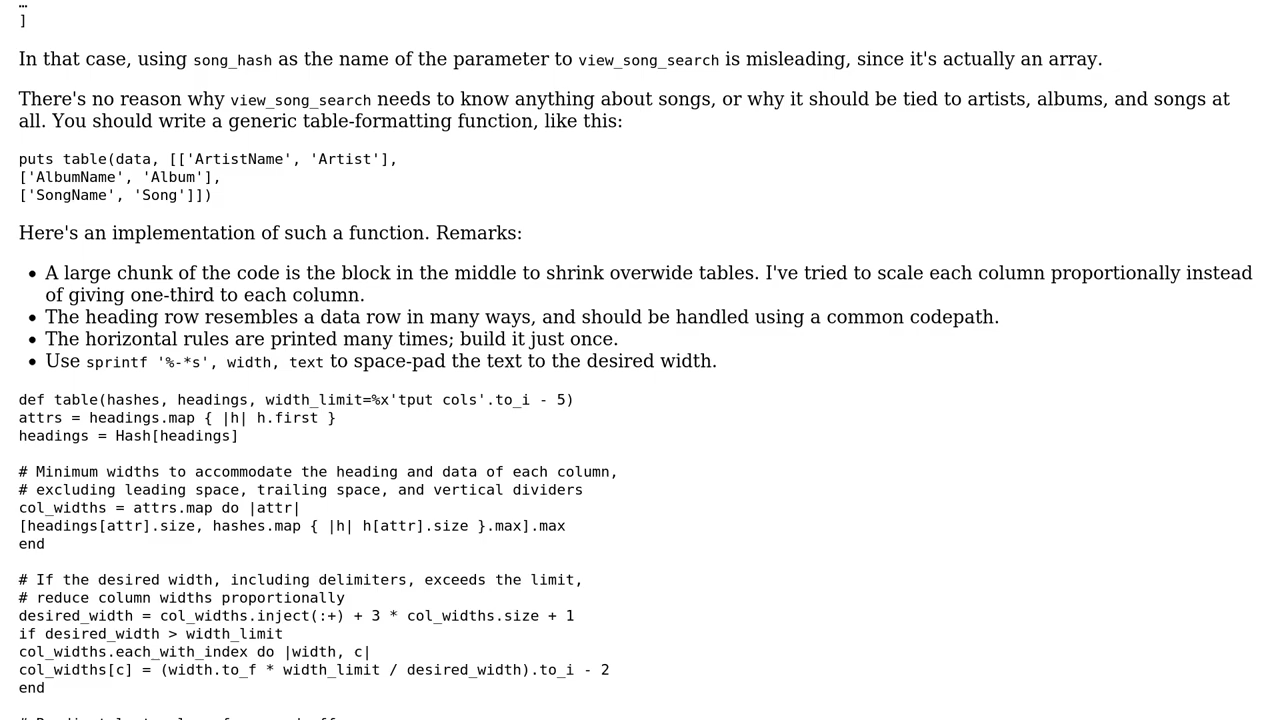 …
]
In that case, using song_hash as the name of the parameter to view_song_search is misleading, since it's actually an array.
There's no reason why view_song_search needs to know anything about songs, or why it should be tied to artists, albums, and songs at
all. You should write a generic table-formatting function, like this:
puts table(data, [['ArtistName', 'Artist'],
['AlbumName', 'Album'],
['SongName', 'Song']])
Here's an implementation of such a function. Remarks:
• A large chunk of the code is the block in the middle to shrink overwide tables. I've tried to scale each column proportionally instead
of giving one-third to each column.
• The heading row resembles a data row in many ways, and should be handled using a common codepath.
• The horizontal rules are printed many times; build it just once.
• Use sprintf '%-*s', width, text to space-pad the text to the desired width.
def table(hashes, headings, width_limit=%x'tput cols'.to_i - 5)
attrs = headings.map { |h| h.first }
headings = Hash[headings]
# Minimum widths to accommodate the heading and data of each column,
# excluding leading space, trailing space, and vertical dividers
col_widths = attrs.map do |attr|
[headings[attr].size, hashes.map { |h| h[attr].size }.max].max
end
# If the desired width, including delimiters, exceeds the limit,
# reduce column widths proportionally
desired_width = col_widths.inject(:+) + 3 * col_widths.size + 1
if desired_width > width_limit
col_widths.each_with_index do |width, c|
col_widths[c] = (width.to_f * width_limit / desired_width).to_i - 2
end